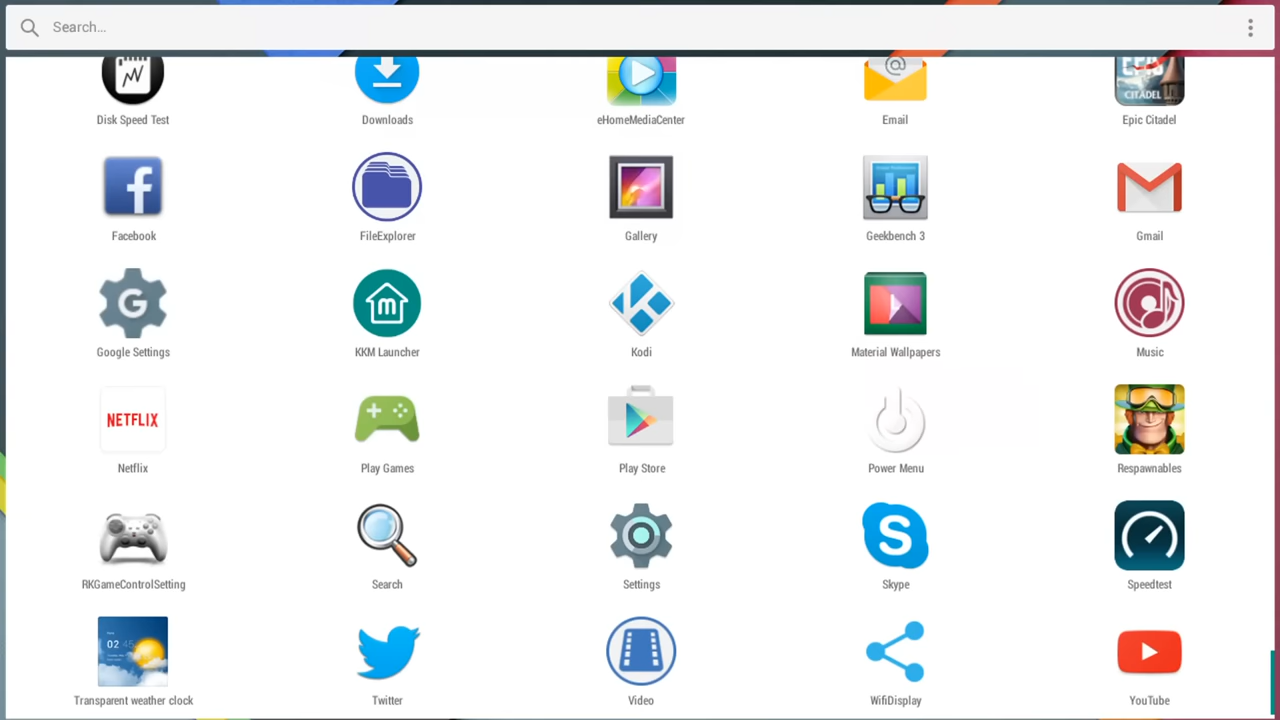 Search...
CITADEL
Disk Speed Test
Downloads
eHomeMediaCenter
Email
Epic Citadel
Facebook
FileExplorer
Gallery
Geekbench 3
Gmail
Google Settings
KKM Launcher
Kodi
Material Wallpapers
Music
NETFLIX
Netflix
Play Games
Play Store
Power Menu
Respawnables
RKGameControlSetting
Search
Settings
Skype
Speedtest
02
Transparent weather clock
Twitter
Video
WifiDisplay
YouTube